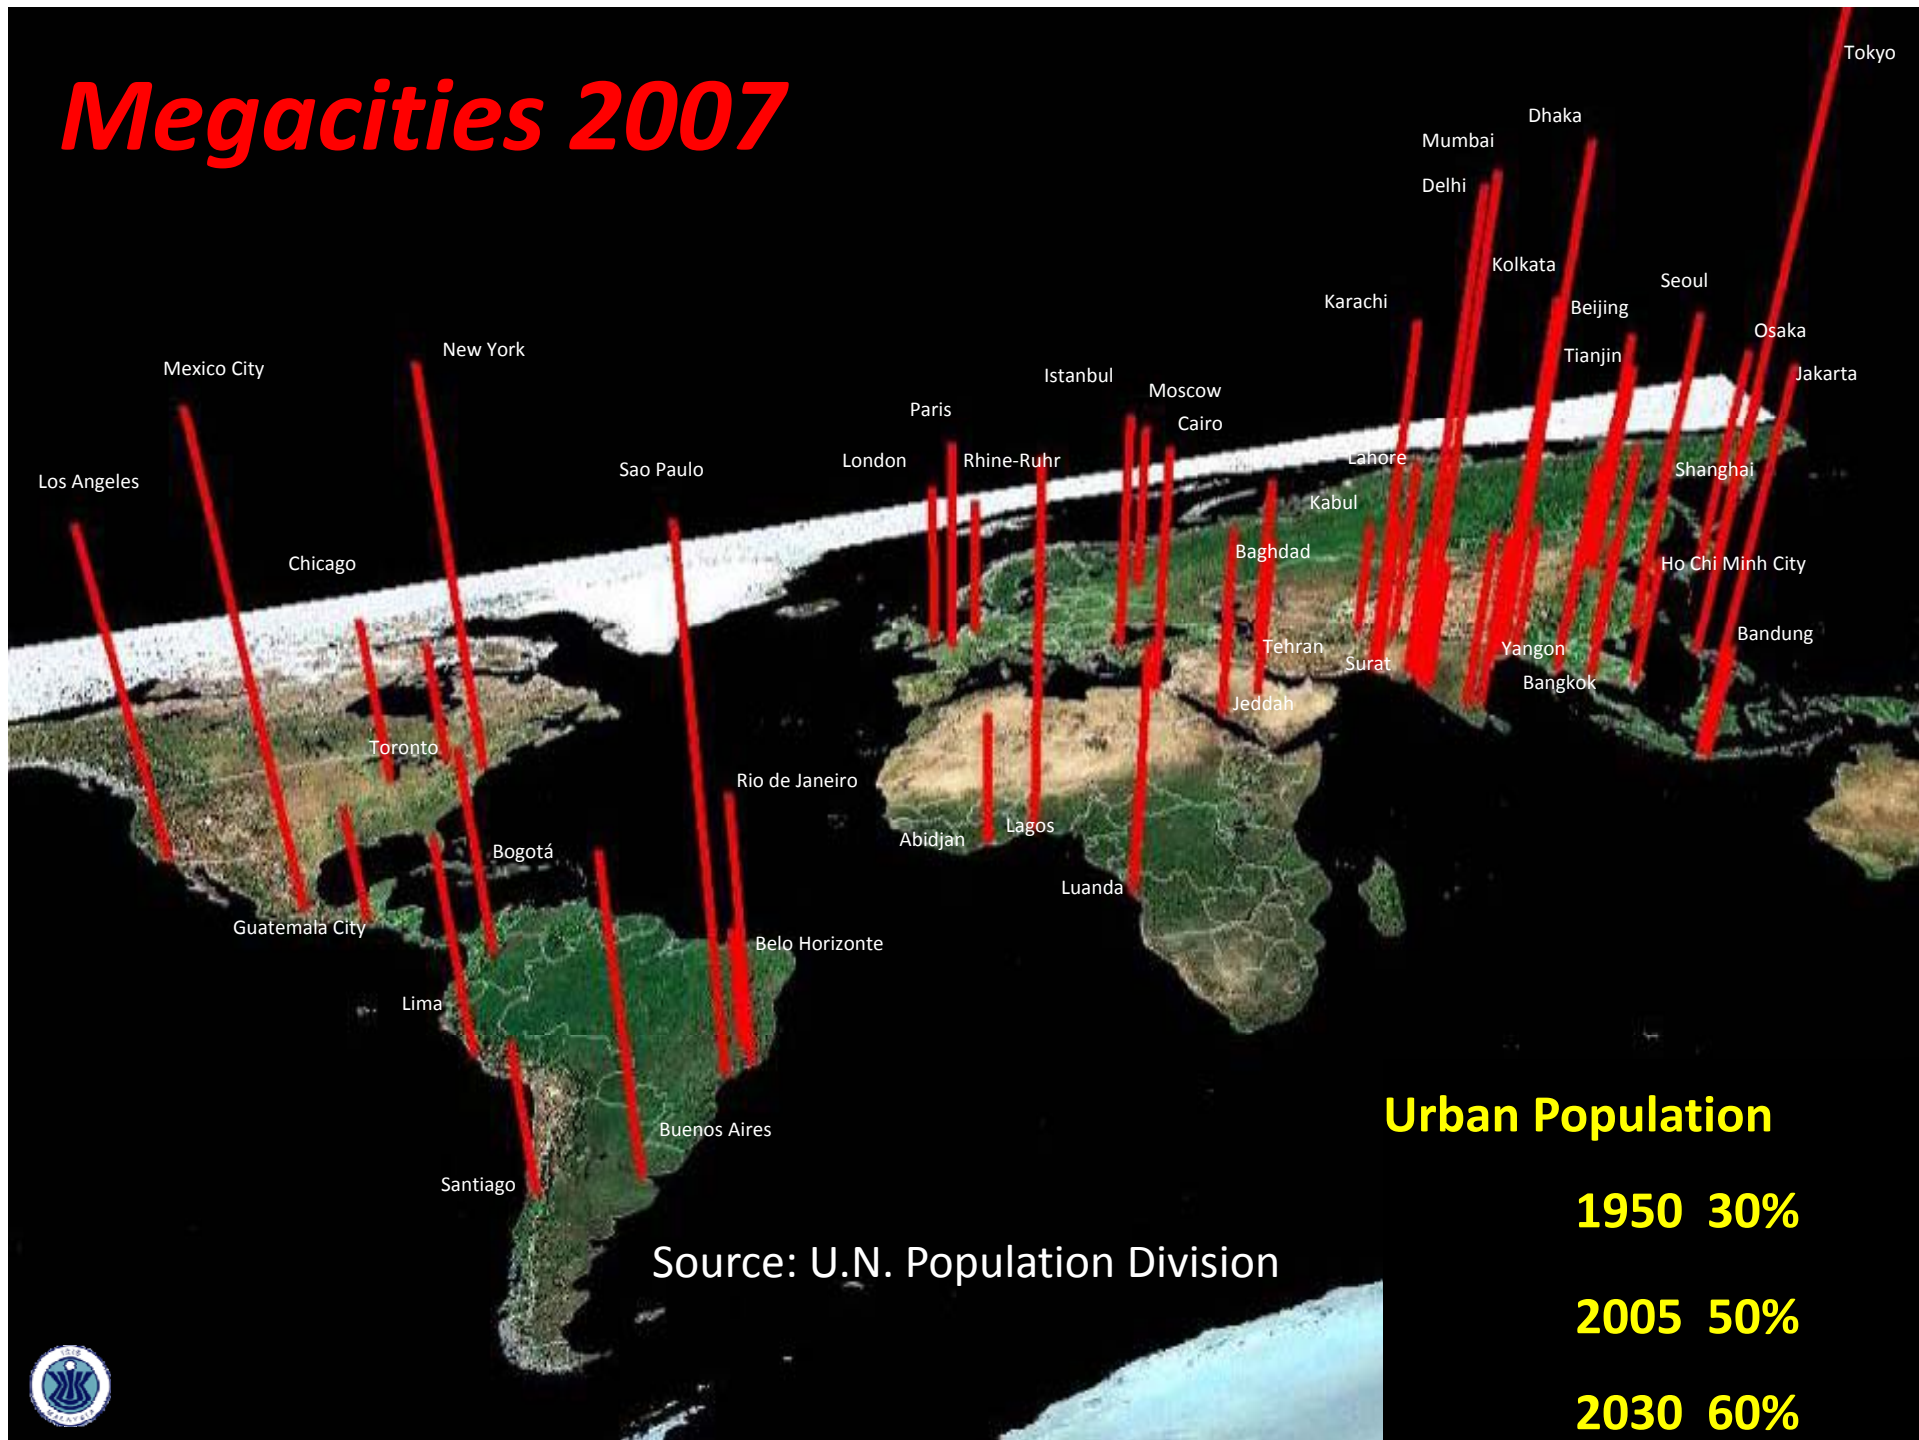 Megacities 2007
Tokyo
Dhaka
Mumbai
Delhi
Kolkata
Seoul
Karachi
Beijing
Osaka
New York
Tianjin
Mexico City
Jakarta
Istanbul
Moscow
Paris
Cairo
London
Rhine-Ruhr
Lahore
Sao Paulo
Shanghai
Los Angeles
Kabul
Baghdad
Chicago
Ho Chi Minh City
Bandung
Tehran
Yangon
Surat
Bangkok
Jeddah
Toronto
Rio de Janeiro
Lagos
Abidjan
Bogotá
Luanda
Guatemala City
Belo Horizonte
Lima
Buenos Aires
Santiago
Urban Population
1950 30%
2005 50%
2030 60%
Source: U.N. Population Division
ISIS
MALAYSIA